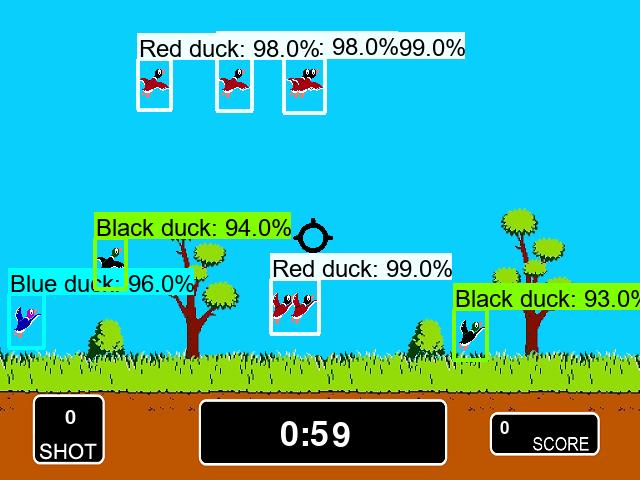 Red duck: 98.0%: 98.0%99.0%
Black duck: 94.0%
Red duck: 99.0%
Blue duck: 96.0%
Black duck: 93.0%
0
SHOT
0:59
0
SCORE